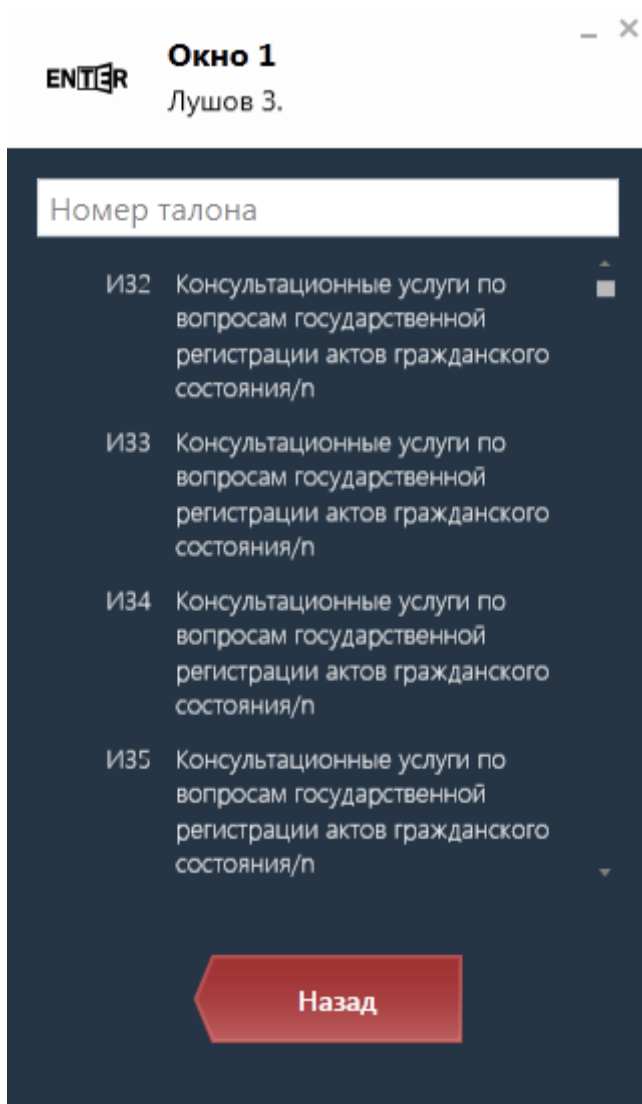 ENTER
Окно 1
Лушов З.
Номер талона
И32 Консультационные услуги по
вопросам государственной
регистрации актов гражданского
состояния/n
И33 Консультационные услуги по
вопросам государственной
регистрации актов гражданского
состояния/n
И34 Консультационные услуги по
вопросам государственной
регистрации актов гражданского
состояния/n
И35 Консультационные услуги по
вопросам государственной
регистрации актов гражданского
состояния/n
Назад